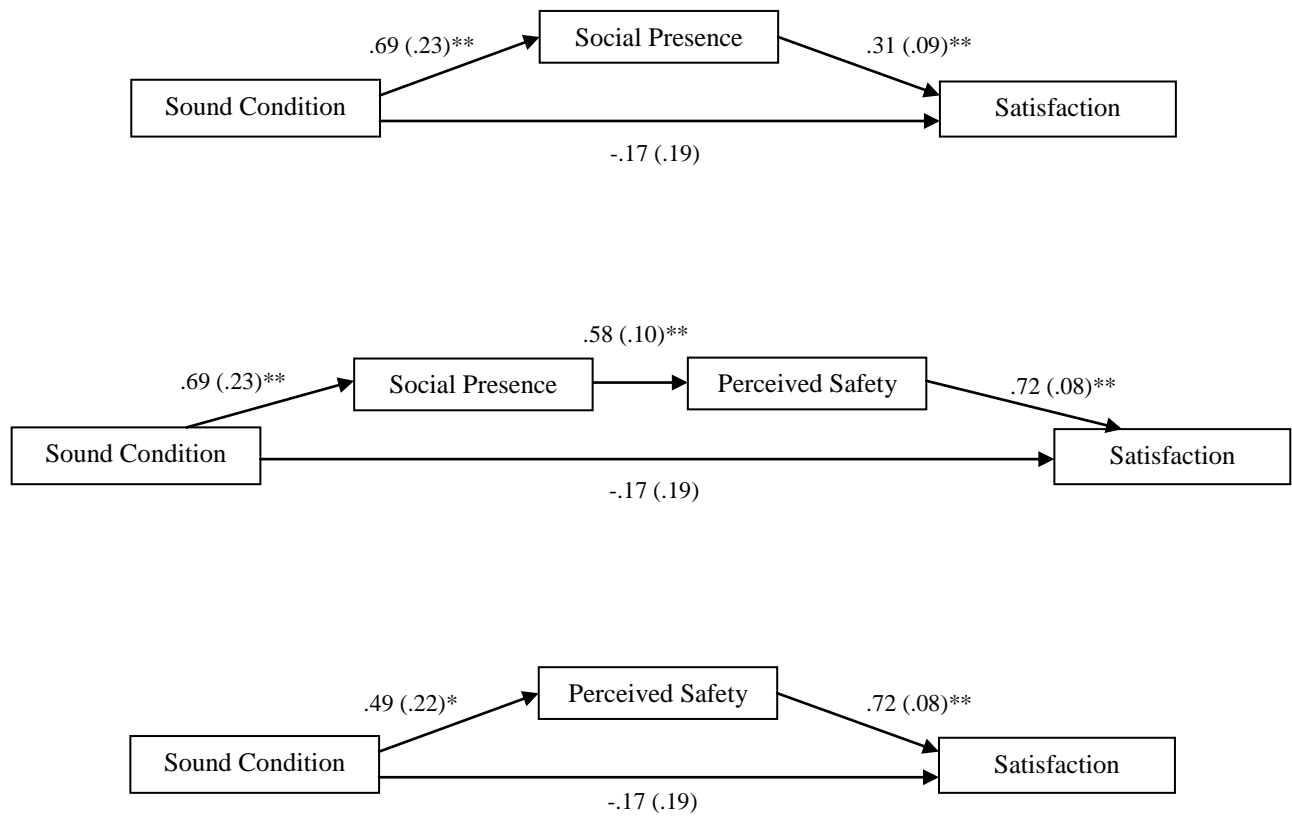 Social Presence
.69 (.23)**
.31 (.09)**
Sound Condition
Satisfaction
-.17 (.19)
.58 (.10)**
.69 (.23)**
Social Presence
Perceived Safety
.72 (.08)**
Sound Condition
Satisfaction
-.17 (.19)
Perceived Safety
.49 (.22)*
.72 (.08)**
Sound Condition
Satisfaction
-.17 (.19)